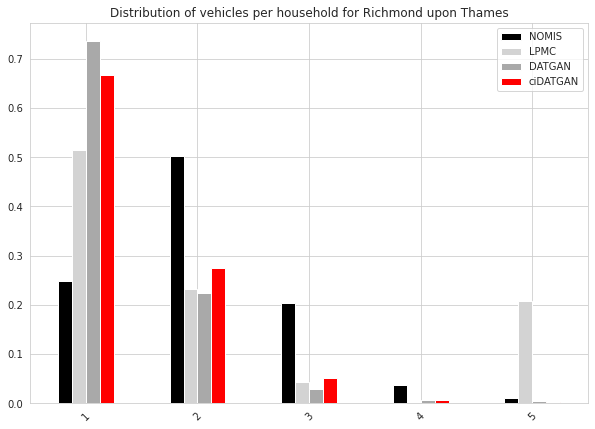 Distribution of vehicles per household for Richmond upon Thames
NOMIS
LPMC
DATGAN
ciDATGAN
0.7
0.6
0.5
0.4
0.3
0.2
0.1
0.0
1 2 3 4 5